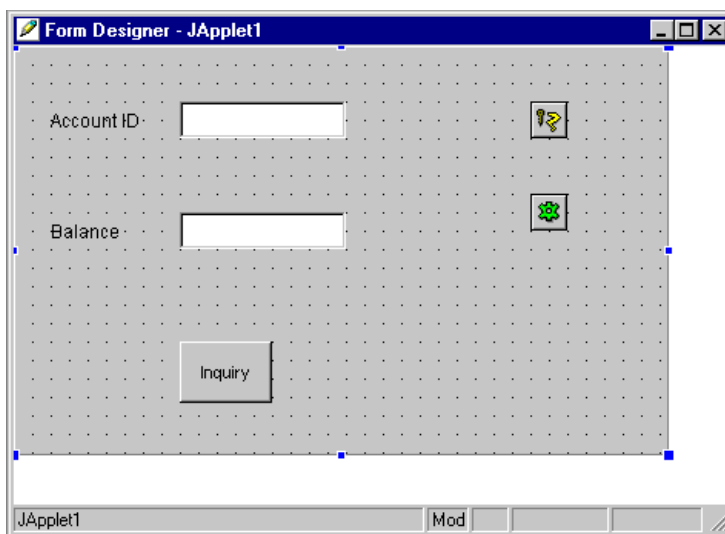 Form Designer - JApplet1
Account ID
Balance
Inquiry
JApplet1 Mod